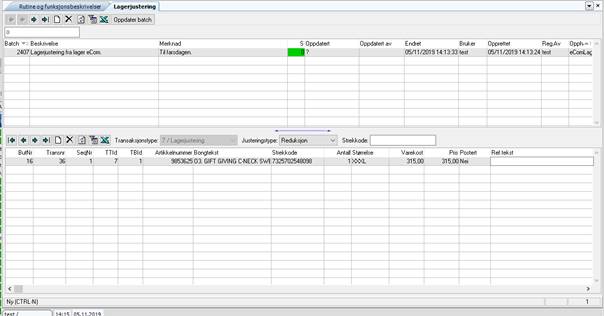 Rutine og funksjonsbeskrivelser Lagerjustering
Oppdater batch
0
Batch Beskrivelse Merknad S Oppdatert Oppdatert av Endret Bruker Opprettet Reg.Av
2407 Lagerjustering fra lager eCom. Til farsdagen. ? 05/11/2019 14:13:33 test 05/11/2019 14:13:24 test eComLag
Transaksjonstype: 7 / Lagerjustering Justeringstype: Reduksjon Strekkode:
ButNr Transnr SeqNr TTId TBId Artikkelnummer Bongtekst Strekkode Antall Størrelse Varekost Pris Postert Ref.tekst
16 36 1 7 1 9853625 O3. GIFT GIVING C-NECK SWE 7325702548098 1 XXXL 315,00 315,00 Nei
Ny (CTRL-N) 1
test / 14:15 05.11.2019